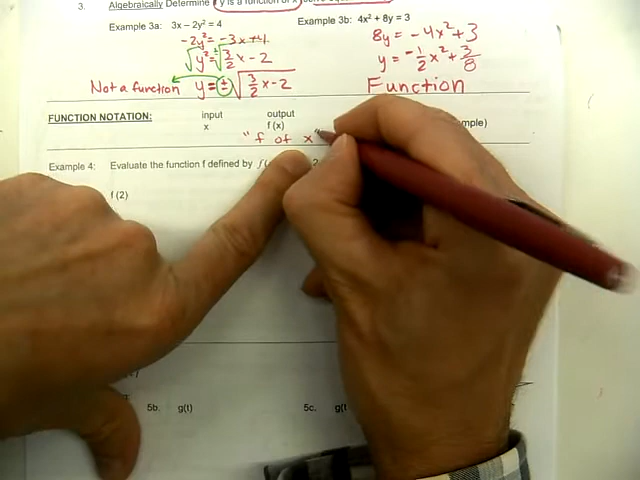 3. Algebraically Determine if y is a function of x
Example 3a: 3x − 2y² = 4 Example 3b: 4x² + 8y = 3
-2y² = -3x+4 8y = -4x²+3
√y² = ±√3/2 x - 2 y = -1/2 x² + 3/8
Not a function y = ±√3/2 x - 2 Function
FUNCTION NOTATION: input output
x f (x)
"f of x"
Example 4: Evaluate the function f defined by
f (2)
5b. g(t) 5c. g(t